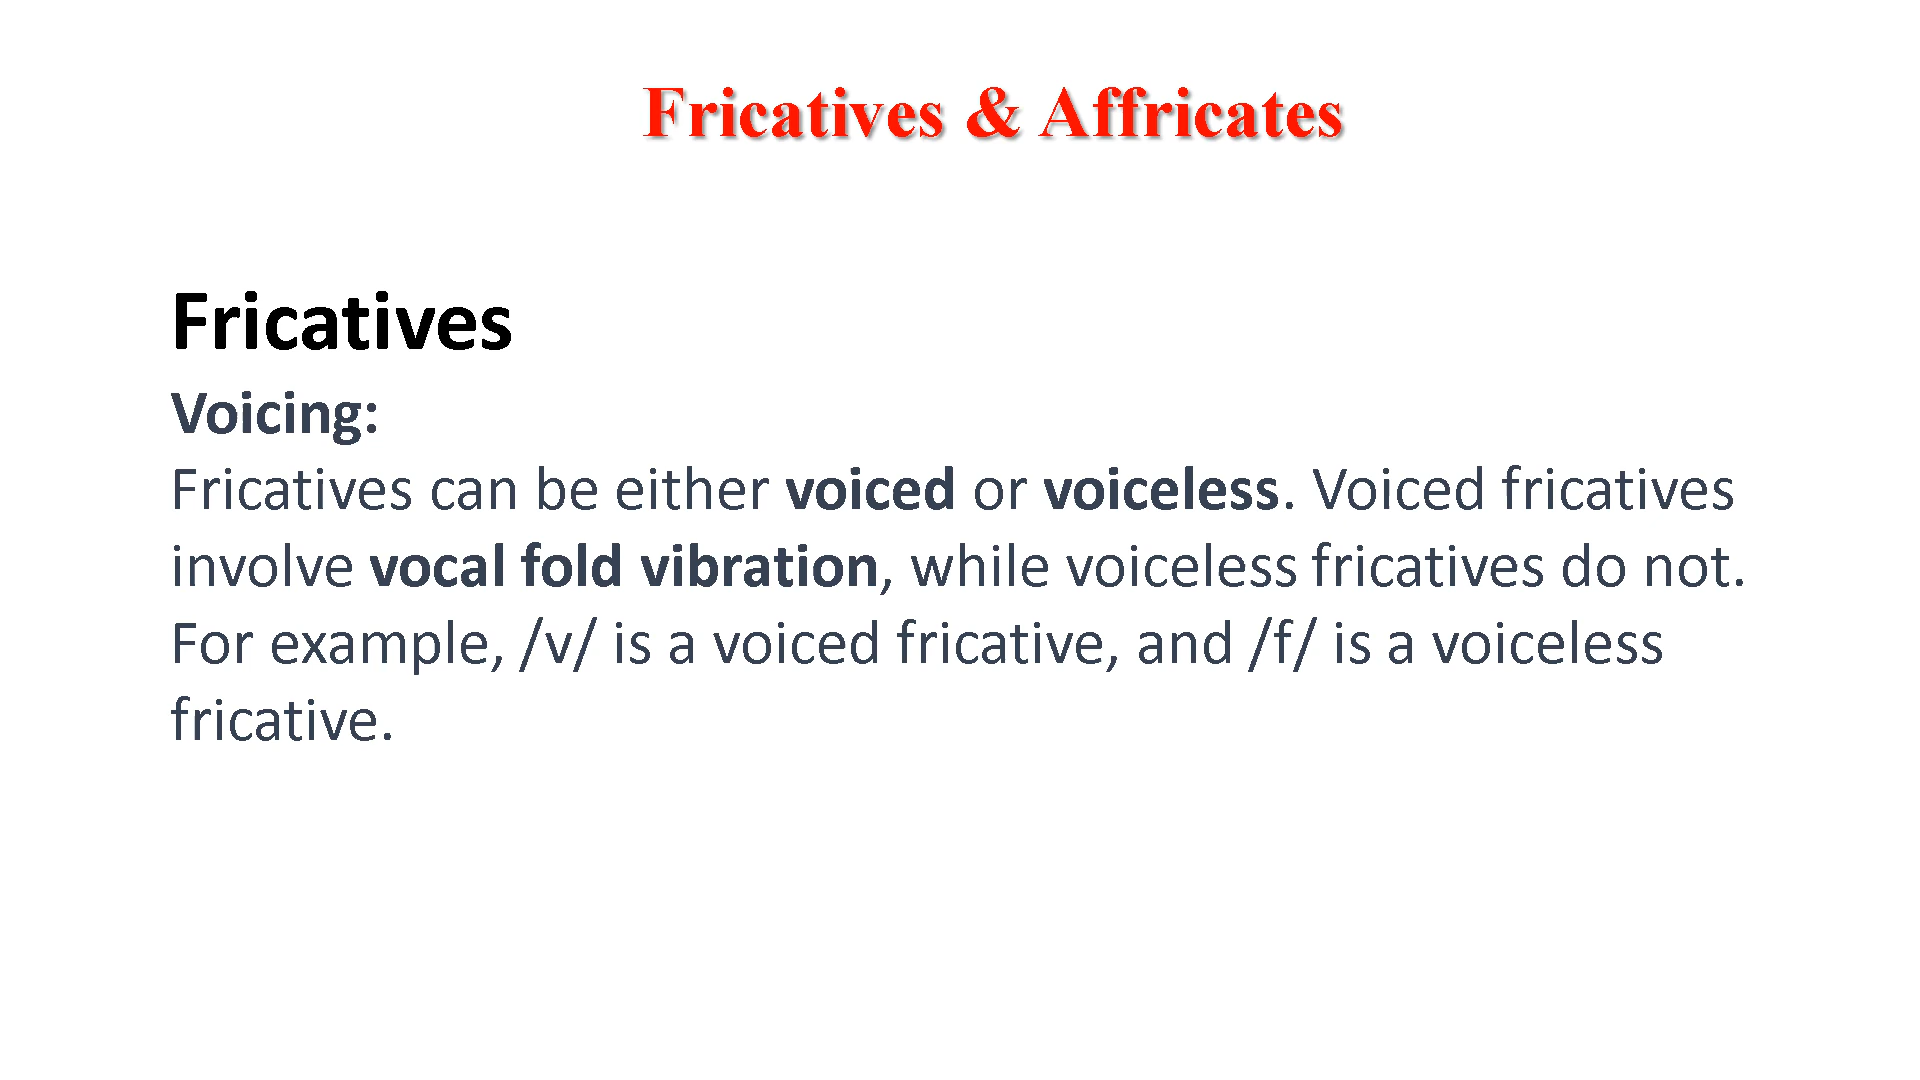 Fricatives & Affricates
Fricatives
Voicing:
Fricatives can be either voiced or voiceless. Voiced fricatives
involve vocal fold vibration, while voiceless fricatives do not.
For example, /v/ is a voiced fricative, and /f/ is a voiceless
fricative.